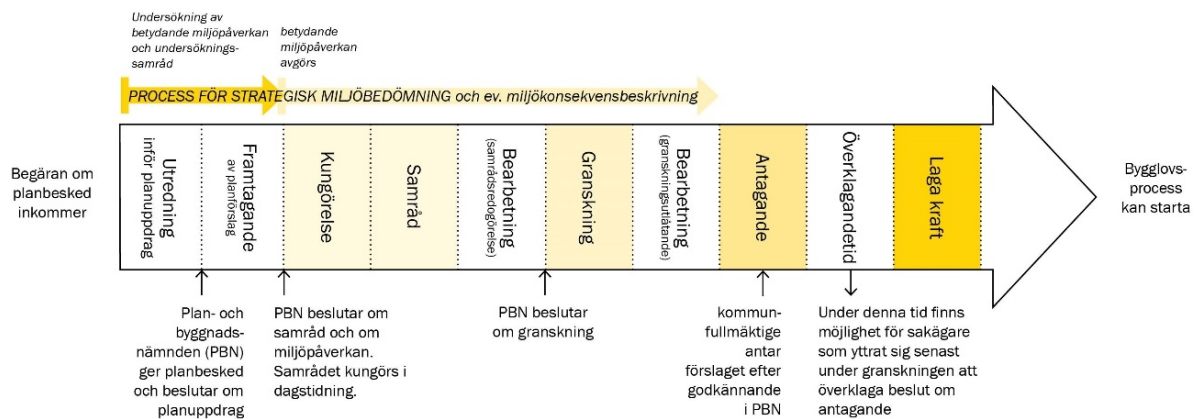 Undersökning av
betydande miljöpåverkan
och undersöknings-
samråd
betydande
miljöpåverkan
avgörs
PROCESS FÖR STRATEGISK MILJÖBEDÖMNING och ev. miljökonsekvensbeskrivning
Begäran om
planbesked
inkommer
Utredning
inför planuppdrag
Framtagande
av planförslag
Kungörelse
Samråd
Bearbetning
(samrådsredogörelse)
Granskning
Bearbetning
(granskningsutlåtande)
Antagande
Överklagandetid
Laga kraft
Bygglovs-
process
kan starta
Plan- och
byggnads-
nämnden (PBN)
ger planbesked
och beslutar om
planuppdrag
PBN beslutar om
samråd och om
miljöpåverkan.
Samrådet kungörs i
dagstidning.
PBN beslutar
om granskning
kommun-
fullmäktige
antar
förslaget efter
godkännande
i PBN
Under denna tid finns
möjlighet för sakägare
som yttrat sig senast
under granskningen att
överklaga beslut om
antagande